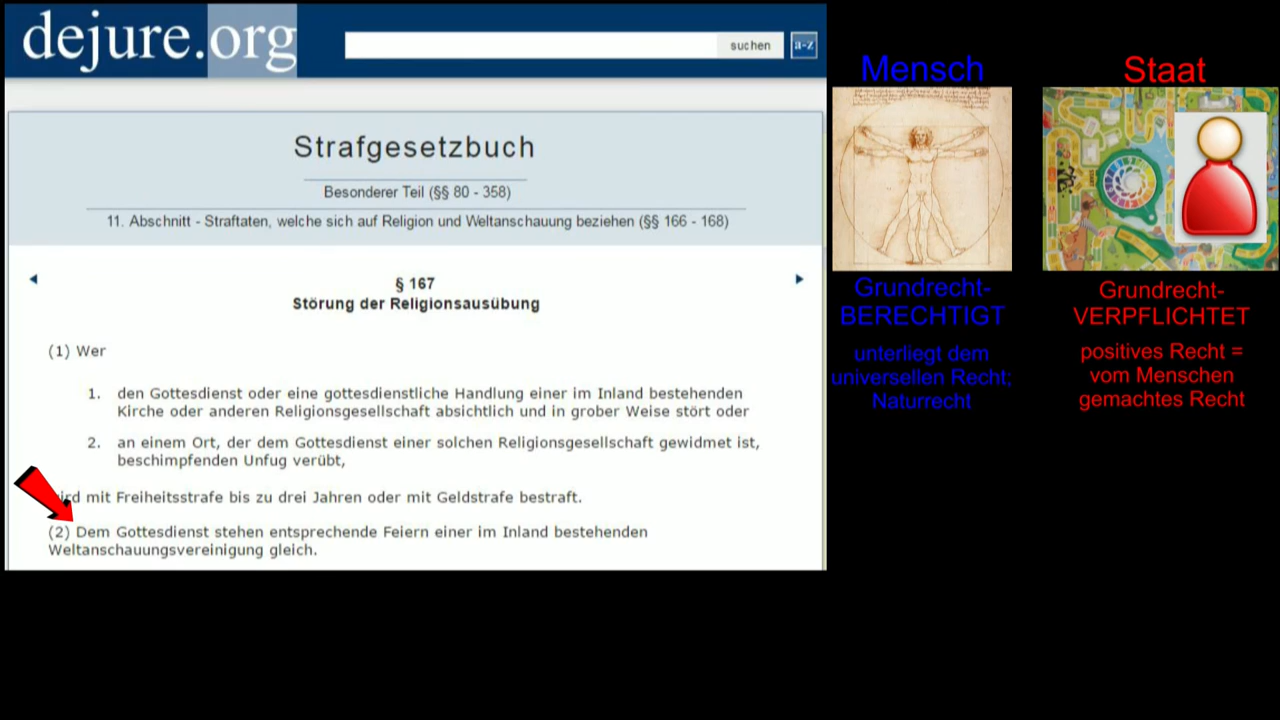 dejure.org
suchen
a-z
Strafgesetzbuch
Besonderer Teil (§§ 80 - 358)
11. Abschnitt - Straftaten, welche sich auf Religion und Weltanschauung beziehen (§§ 166 - 168)
§ 167
Störung der Religionsausübung
(1) Wer
1. den Gottesdienst oder eine gottesdienstliche Handlung einer im Inland bestehenden
Kirche oder anderen Religionsgesellschaft absichtlich und in grober Weise stört oder
2. an einem Ort, der dem Gottesdienst einer solchen Religionsgesellschaft gewidmet ist,
beschimpfenden Unfug verübt,
wird mit Freiheitsstrafe bis zu drei Jahren oder mit Geldstrafe bestraft.
(2) Dem Gottesdienst stehen entsprechende Feiern einer im Inland bestehenden
Weltanschauungsvereinigung gleich.
Mensch
Grundrecht-
BERECHTIGT
unterliegt dem
universellen Recht;
Naturrecht
Staat
Grundrecht-
VERPFLICHTET
positives Recht =
vom Menschen
gemachtes Recht